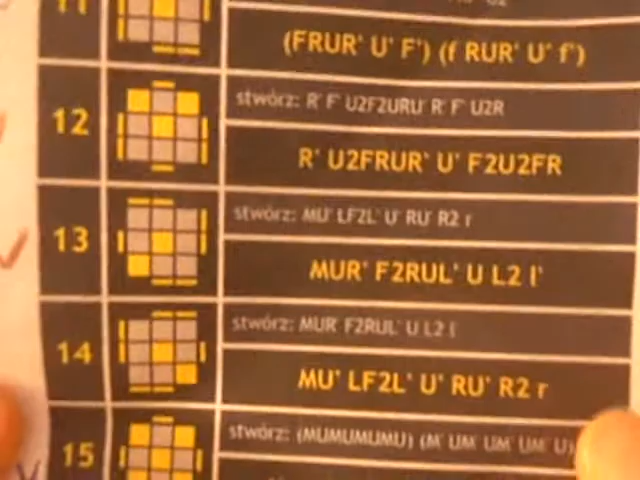 11
(FRUR' U' F') (f RUR' U' f')
12
stwórz: R' F' U2F2URU' R' F' U2R
R' U2FRUR' U' F2U2FR
13
stwórz: MU' LF2L' U' RU' R2 r
MUR' F2RUL' U L2 l'
14
stwórz: MUR' F2RUL' U L2 l
MU' LF2L' U' RU' R2 r
15
stwórz: (MUMUMUMU) (M' UM' UM' UM' U)